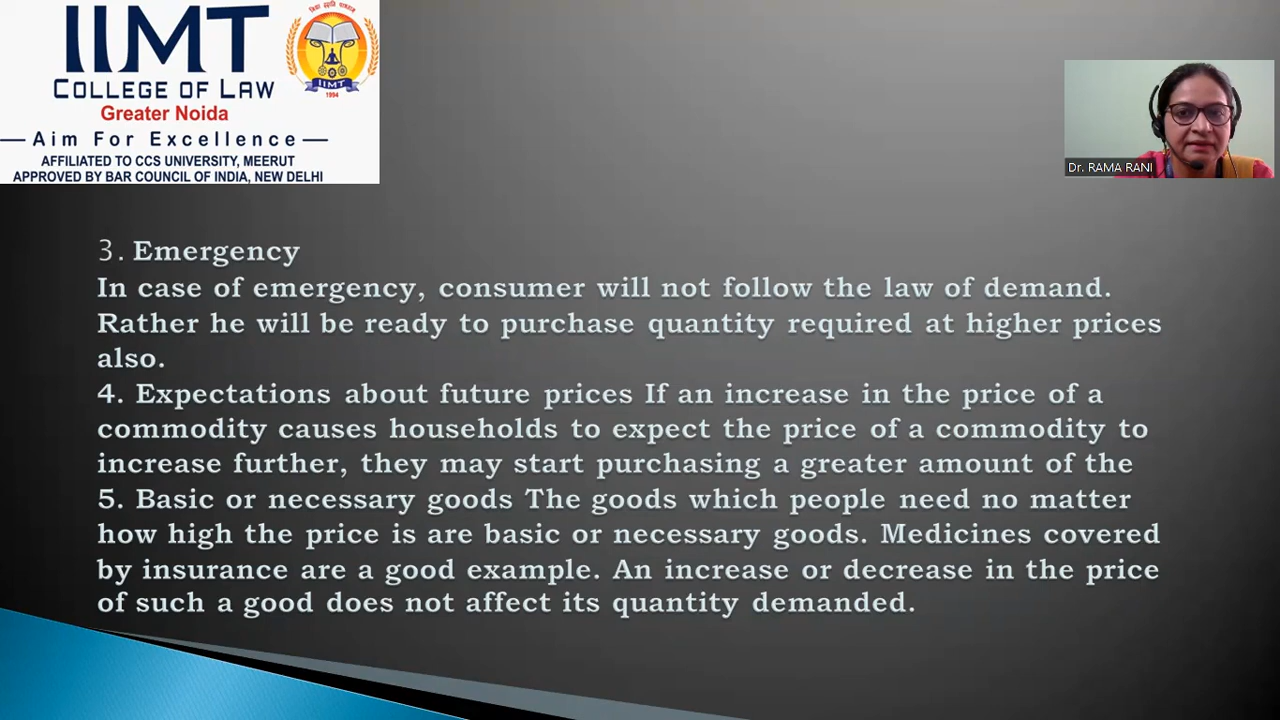 IIMT
COLLEGE OF LAW
Greater Noida
— Aim For Excellence —
AFFILIATED TO CCS UNIVERSITY, MEERUT
APPROVED BY BAR COUNCIL OF INDIA, NEW DELHI
IIMT
1994
Dr. RAMA RANI
3. Emergency
In case of emergency, consumer will not follow the law of demand.
Rather he will be ready to purchase quantity required at higher prices
also.
4. Expectations about future prices If an increase in the price of a
commodity causes households to expect the price of a commodity to
increase further, they may start purchasing a greater amount of the
5. Basic or necessary goods The goods which people need no matter
how high the price is are basic or necessary goods. Medicines covered
by insurance are a good example. An increase or decrease in the price
of such a good does not affect its quantity demanded.